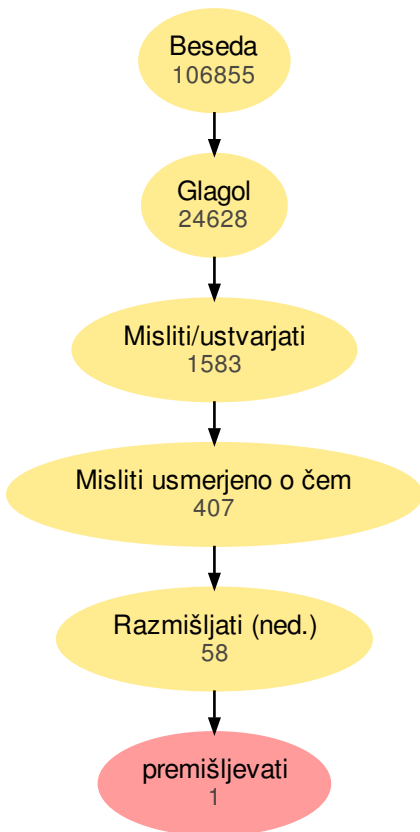 Beseda
106855
Glagol
24628
Misliti/ustvarjati
1583
Misliti usmerjeno o čem
407
Razmišljati (ned.)
58
premišljevati
1